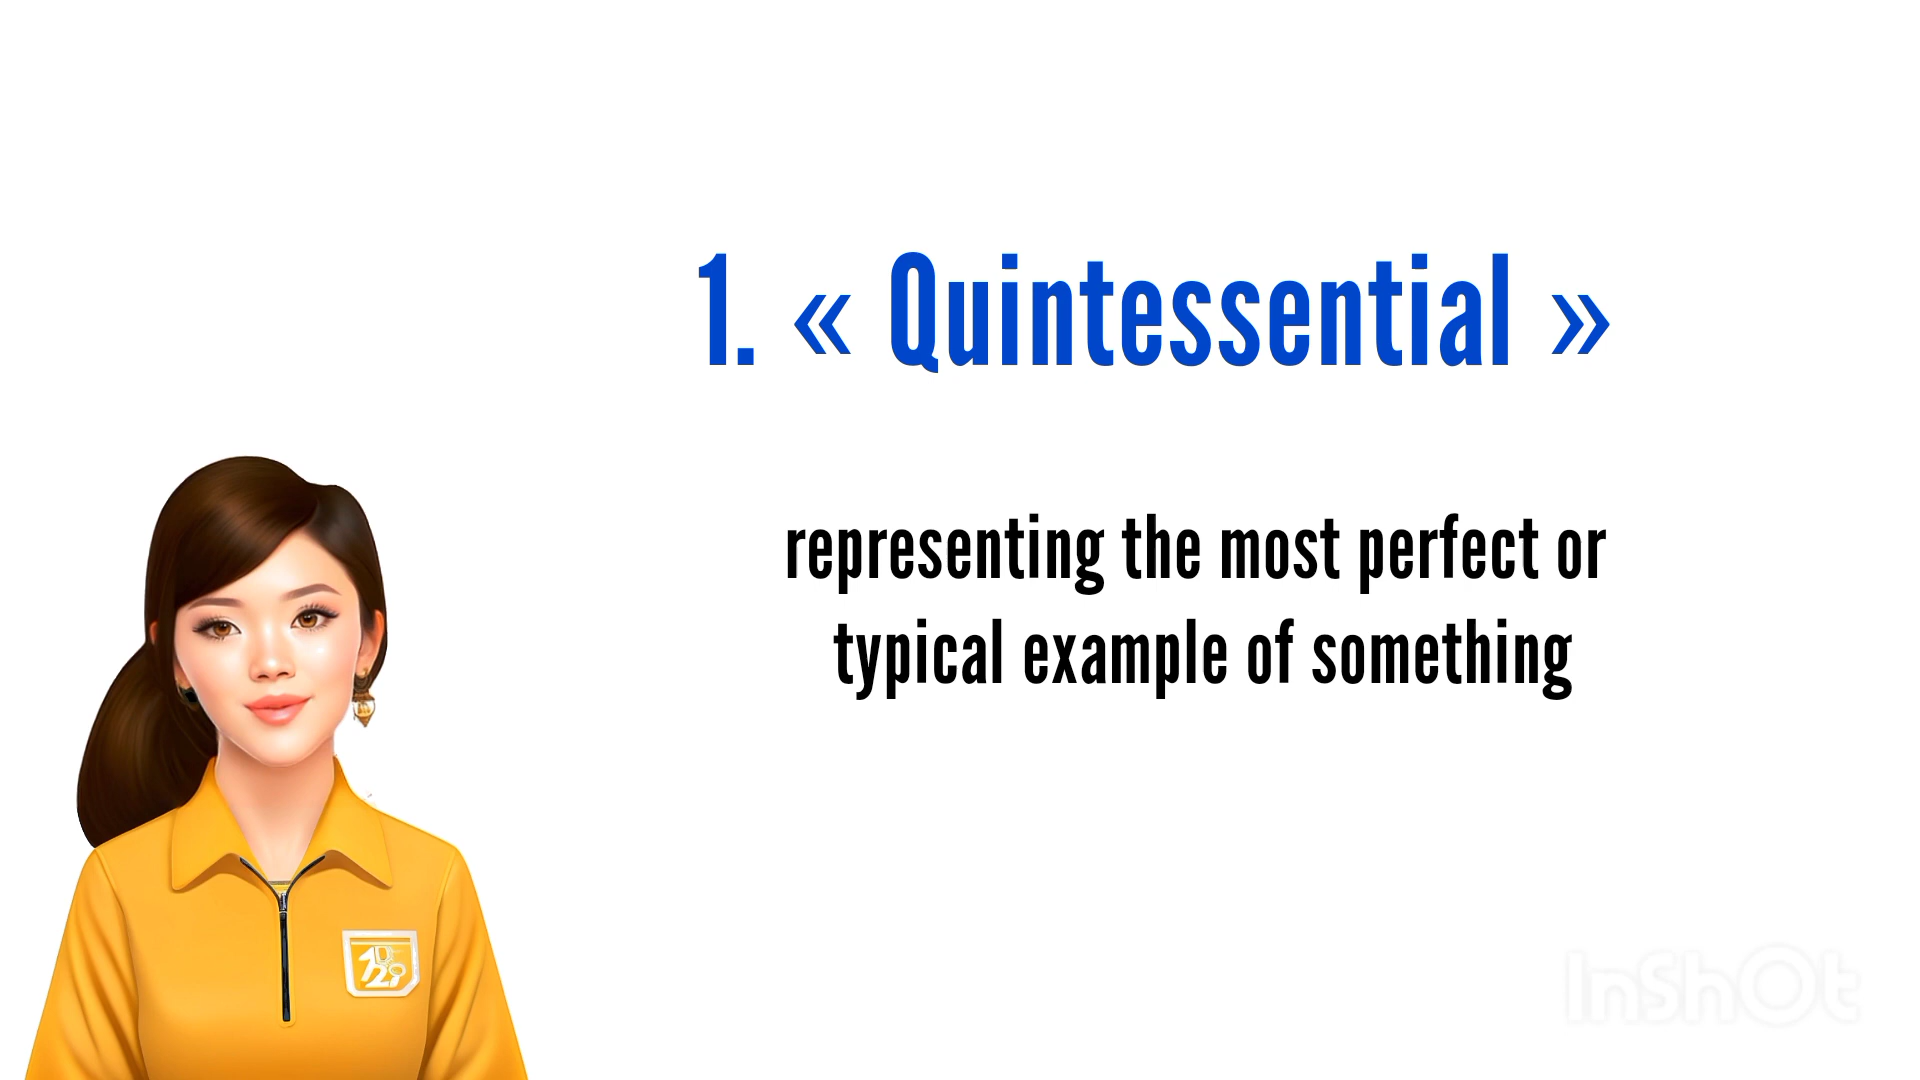 1. « Quintessential »
representing the most perfect or
typical example of something
InShOt